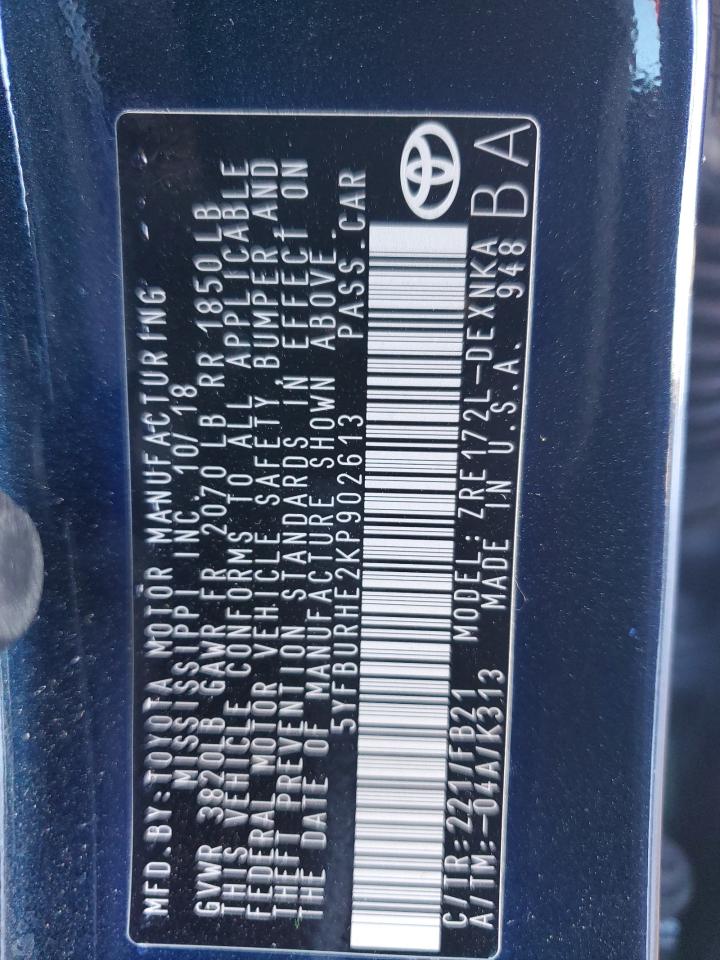 MFD.BY:TOYOTA MOTOR MANUFACTURING
MISSISSIPPI INC. 10/18
GVWR 3820LB GAWR FR 2070LB RR 1850LB
THIS VEHICLE CONFORMS TO ALL APPLICABLE
FEDERAL MOTOR VEHICLE SAFETY BUMPER, AND
THEFT PREVENTION STANDARDS IN EFFECT ON
THE DATE OF MANUFACTURE SHOWN ABOVE.
5YFBURHE2KP902613 PASS.CAR
C/TR:221/FB21 MODEL:ZRE172L-DEXNKA
A/TM:-04A/K313 MADE IN U.S.A. 948
BA